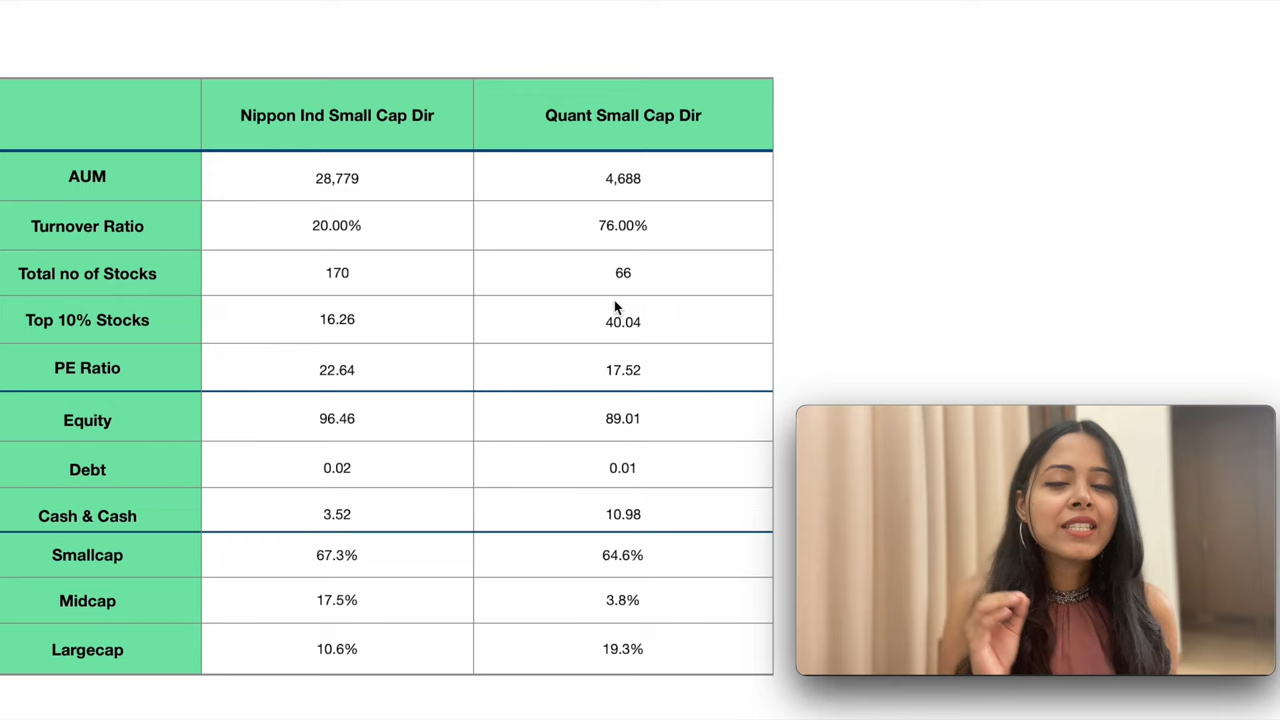 Nippon Ind Small Cap Dir Quant Small Cap Dir
AUM 28,779 4,688
Turnover Ratio 20.00% 76.00%
Total no of Stocks 170 66
Top 10% Stocks 16.26 40.04
PE Ratio 22.64 17.52
Equity 96.46 89.01
Debt 0.02 0.01
Cash & Cash 3.52 10.98
Smallcap 67.3% 64.6%
Midcap 17.5% 3.8%
Largecap 10.6% 19.3%